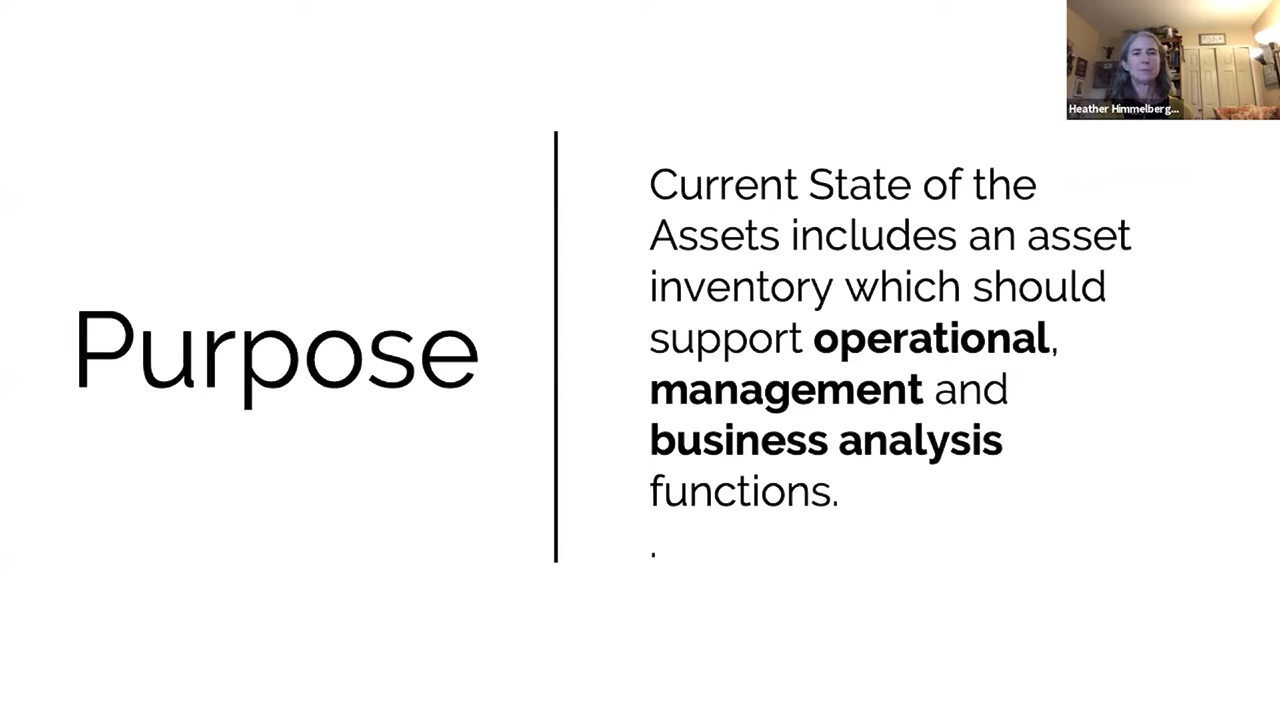 Heather Himmelberg...
Purpose
Current State of the
Assets includes an asset
inventory which should
support operational,
management and
business analysis
functions.
.